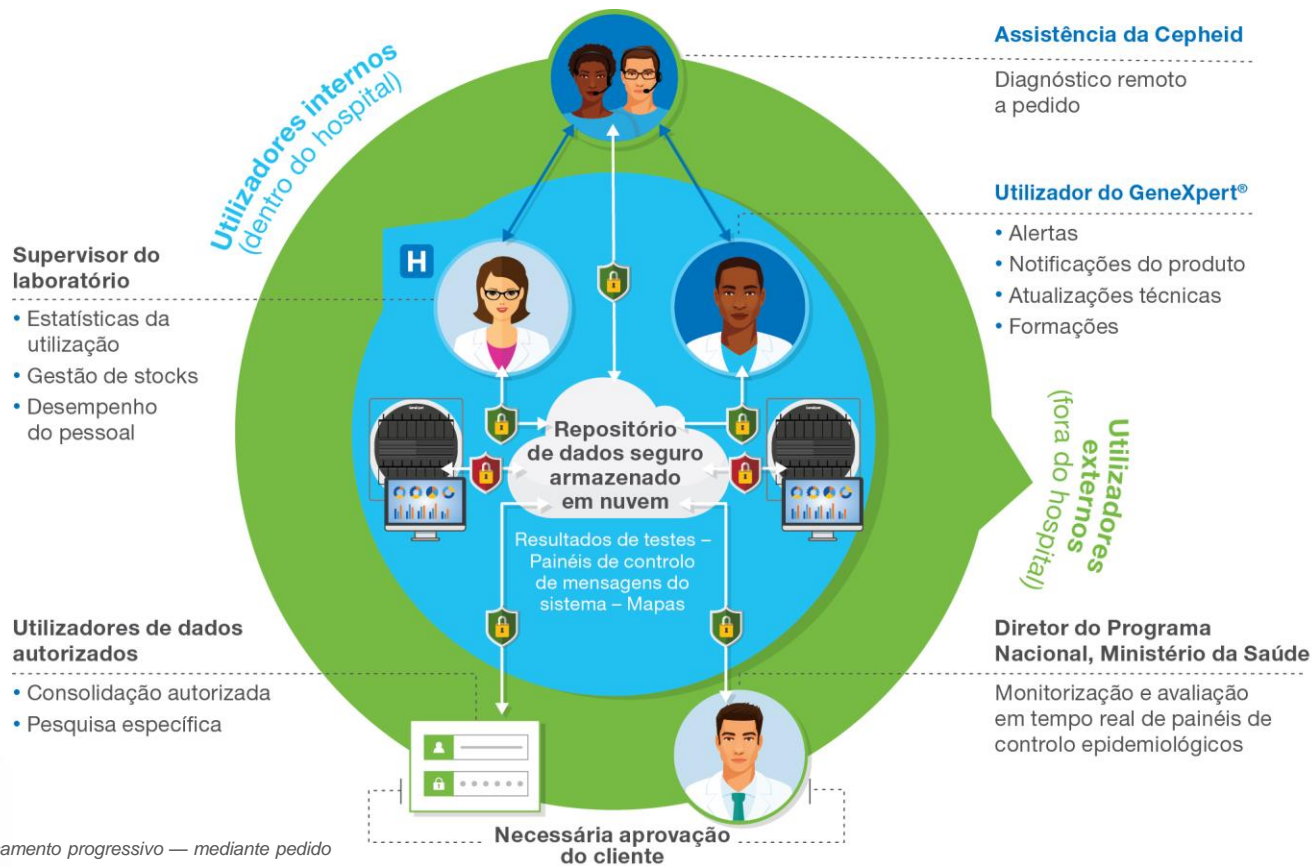 Assistência da Cepheid
Diagnóstico remoto
a pedido
Utilizadores internos
(dentro do hospital)
Utilizador do GeneXpert®
• Alertas
• Notificações do produto
• Atualizações técnicas
• Formações
H
Supervisor do
laboratório
• Estatísticas da
utilização
• Gestão de stocks
• Desempenho
do pessoal
Repositório
de dados seguro
armazenado
em nuvem
Resultados de testes –
Painéis de controlo
de mensagens do
sistema – Mapas
Utilizadores
externos
(fora do hospital)
Utilizadores de dados
autorizados
• Consolidação autorizada
• Pesquisa específica
Diretor do Programa
Nacional, Ministério da Saúde
Monitorização e avaliação
em tempo real de painéis de
controlo epidemiológicos
Necessária aprovação
do cliente
amento progressivo — mediante pedido